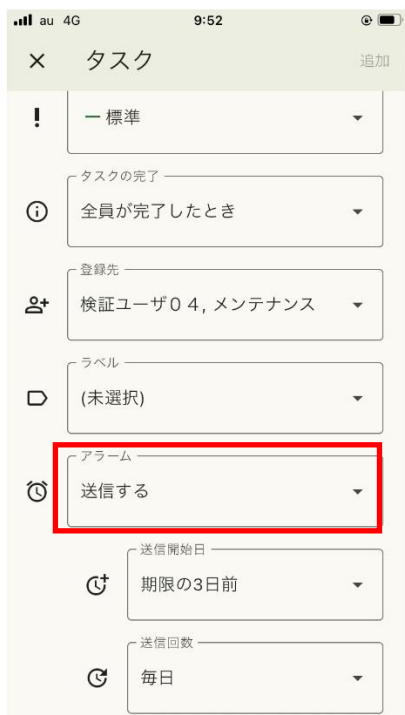 au 4G 9:52
× タスク 追加
標準
タスクの完了
全員が完了したとき
登録先
検証ユーザ０４, メンテナンス
ラベル
(未選択)
アラーム
送信する
送信開始日
期限の3日前
送信回数
毎日